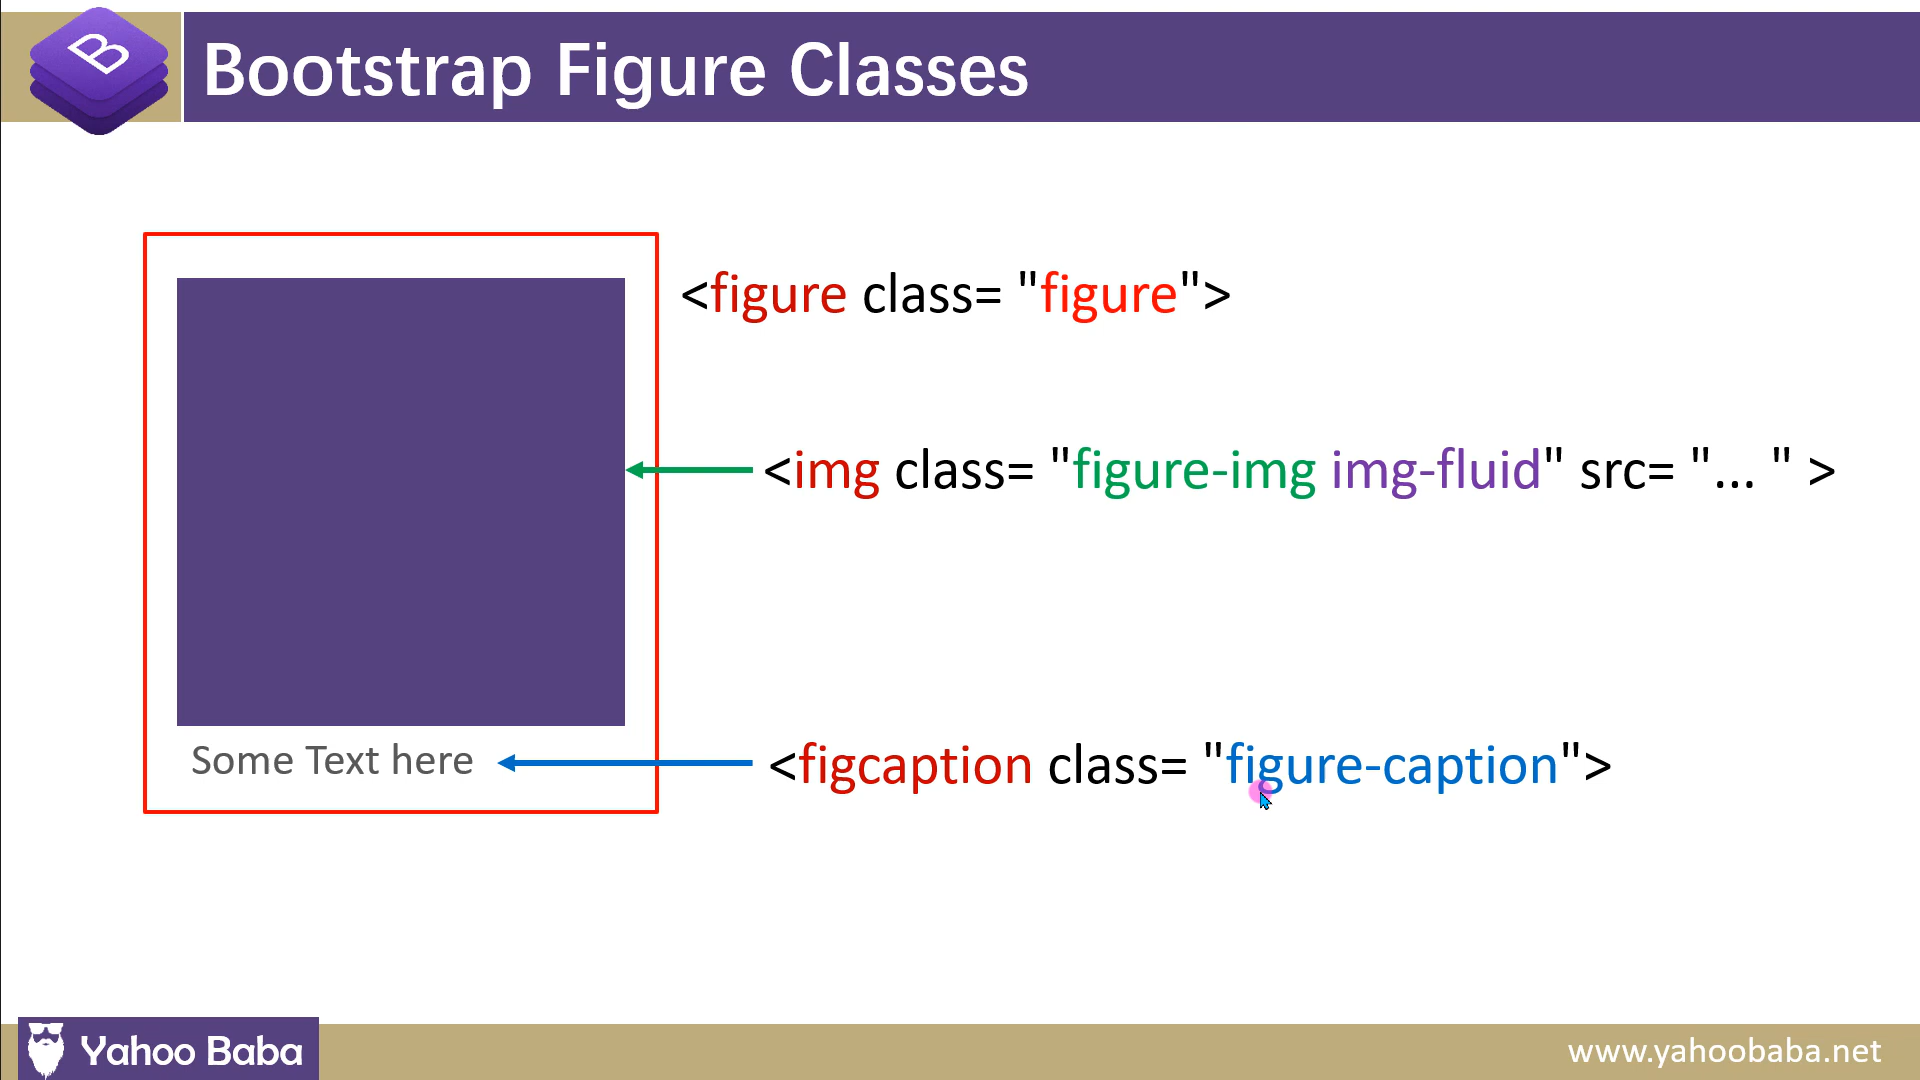 B
Bootstrap Figure Classes
<figure class= "figure">
<img class= "figure-img img-fluid" src= "... " >
Some Text here
<figcaption class= "figure-caption">
Yahoo Baba
www.yahoobaba.net